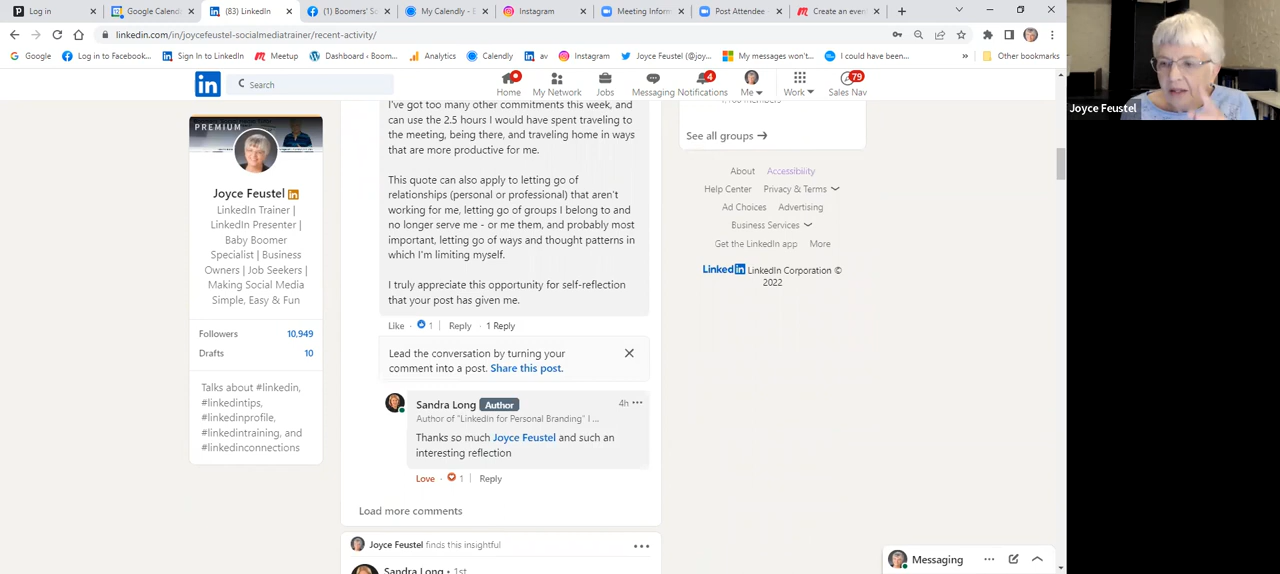 Log in
Google Calend
(83) LinkedIn
(1) Boomers' So
My Calendly - E
Instagram
Meeting Inform
Post Attendee -
Create an even
linkedin.com/in/joycefeustel-socialmediatrainer/recent-activity/
Google
Log in to Facebook...
Sign In to LinkedIn
Meetup
Dashboard ‹ Boom...
Analytics
Calendly
av
Instagram
Joyce Feustel (@joy...
My messages won'...
I could have been...
»
Other bookmarks
Search
Home
My Network
Jobs
Messaging
4
Notifications
Me
Work
79
Sales Nav
PREMIUM
Joyce Feustel
LinkedIn Trainer |
LinkedIn Presenter |
Baby Boomer
Specialist | Business
Owners | Job Seekers |
Making Social Media
Simple, Easy & Fun
Followers 10,949
Drafts 10
Talks about #linkedin,
#linkedintips,
#linkedinprofile,
#linkedintraining, and
#linkedinconnections
I've got too many other commitments this week, and
can use the 2.5 hours I would have spent traveling to
the meeting, being there, and traveling home in ways
that are more productive for me.
This quote can also apply to letting go of
relationships (personal or professional) that aren't
working for me, letting go of groups I belong to and
no longer serve me - or me them, and probably most
important, letting go of ways and thought patterns in
which I'm limiting myself.
I truly appreciate this opportunity for self-reflection
that your post has given me.
Like · 1 | Reply · 1 Reply
Lead the conversation by turning your
comment into a post. Share this post.
Sandra Long Author 4h
Author of "LinkedIn for Personal Branding" I ...
Thanks so much Joyce Feustel and such an
interesting reflection
Love · 1 | Reply
Load more comments
Joyce Feustel finds this insightful
Sandra Long • 1st
See all groups →
About Accessibility
Help Center Privacy & Terms
Ad Choices Advertising
Business Services
Get the LinkedIn app More
LinkedIn LinkedIn Corporation ©
2022
Messaging
Joyce Feustel